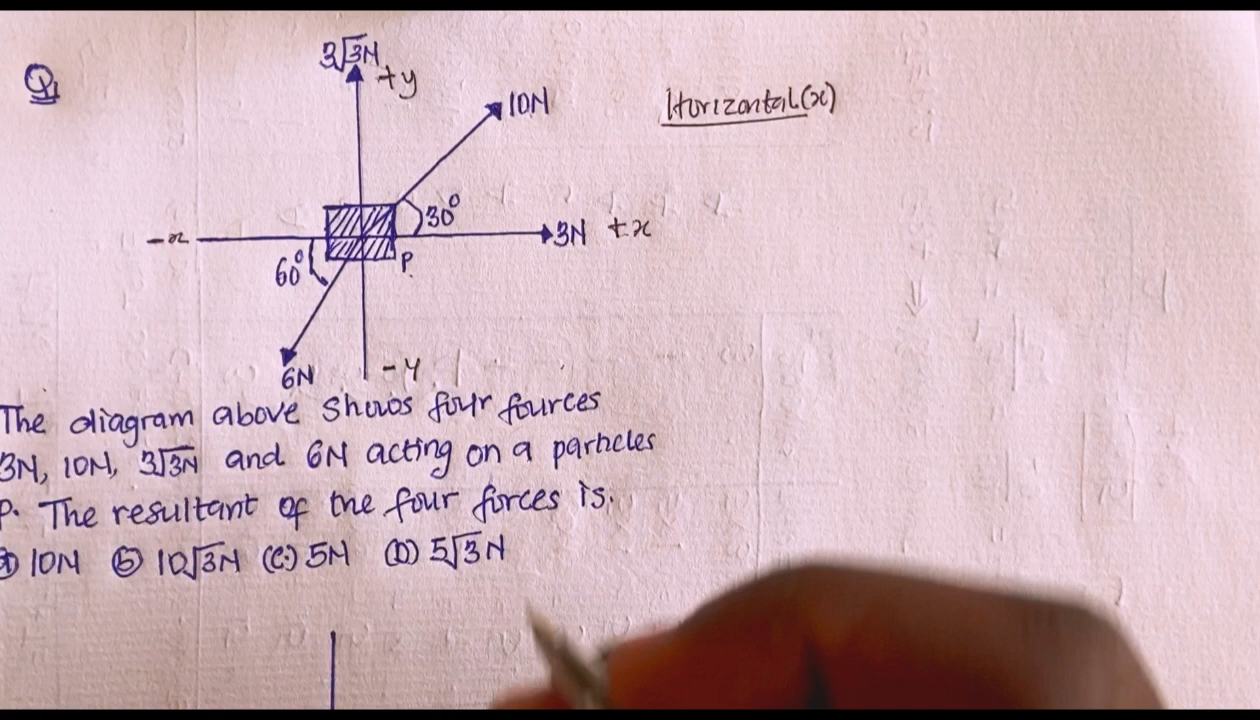 Q1
3√3N
+y
10N
Horizontal(x)
30°
-x
3N +x
60°
P
6N
-y
The diagram above shows four fources
3N, 10N, 3√3N and 6N acting on a particles
P. The resultant of the four forces is.
10N (b) 10√3N (C.) 5N (D) 5√3N